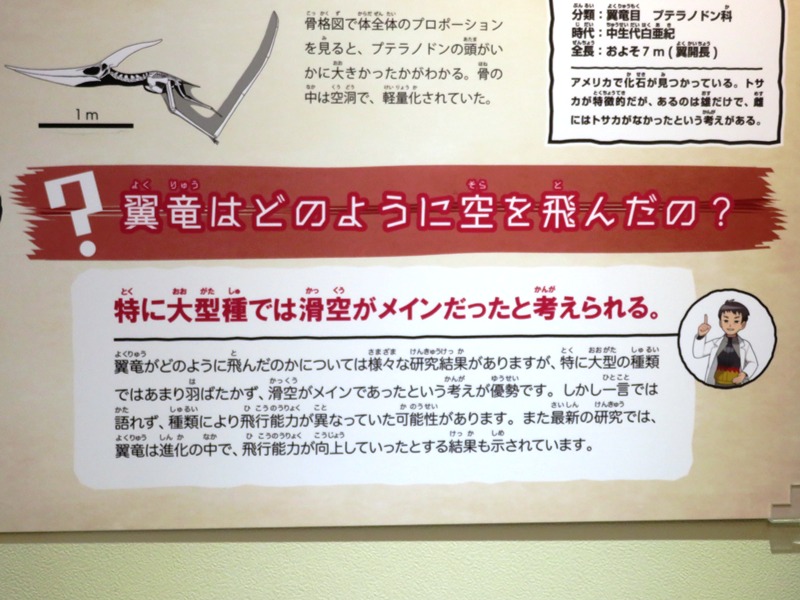 骨格図で体全体のプロポーション
を見ると、プテラノドンの頭がい
かに大きかったかがわかる。骨の
中は空洞で、軽量化されていた。
1m
分類：翼竜目 プテラノドン科
時代：中生代白亜紀
全長：およそ7m(翼開長)
アメリカで化石が見つかっている。トサ
カが特徴的だが、あるのは雄だけで、雌
にはトサカがなかったという考えがある。
? 翼竜はどのように空を飛んだの？
特に大型種では滑空がメインだったと考えられる。
翼竜がどのように飛んだのかについては様々な研究結果がありますが、特に大型の種類
ではあまり羽ばたかず、滑空がメインであったという考えが優勢です。しかし一言では
語れず、種類により飛行能力が異なっていた可能性があります。また最新の研究では、
翼竜は進化の中で、飛行能力が向上していったとする結果も示されています。